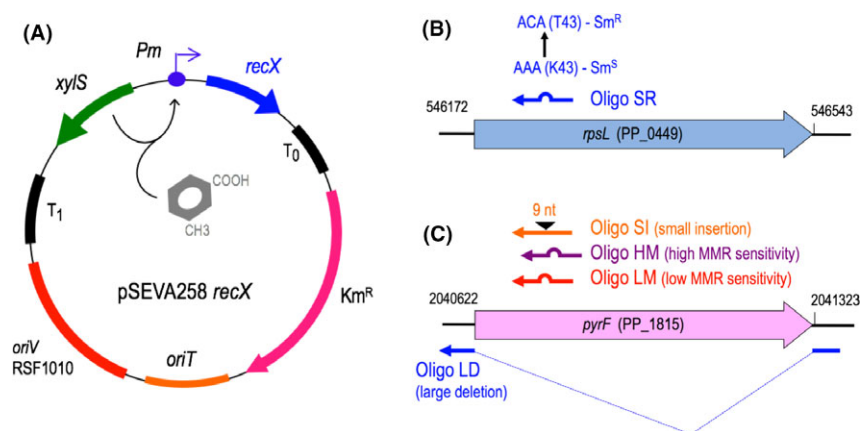 (A)
Pm
recX
xylS
T0
COOH
CH3
T1
pSEVA258 recX
KmR
oriV
RSF1010
oriT
(B)
ACA (T43) - SmR
AAA (K43) - SmS
Oligo SR
546172
546543
rpsL (PP_0449)
(C)
9 nt
Oligo SI (small insertion)
Oligo HM (high MMR sensitivity)
Oligo LM (low MMR sensitivity)
2040622
2041323
pyrF (PP_1815)
Oligo LD
(large deletion)